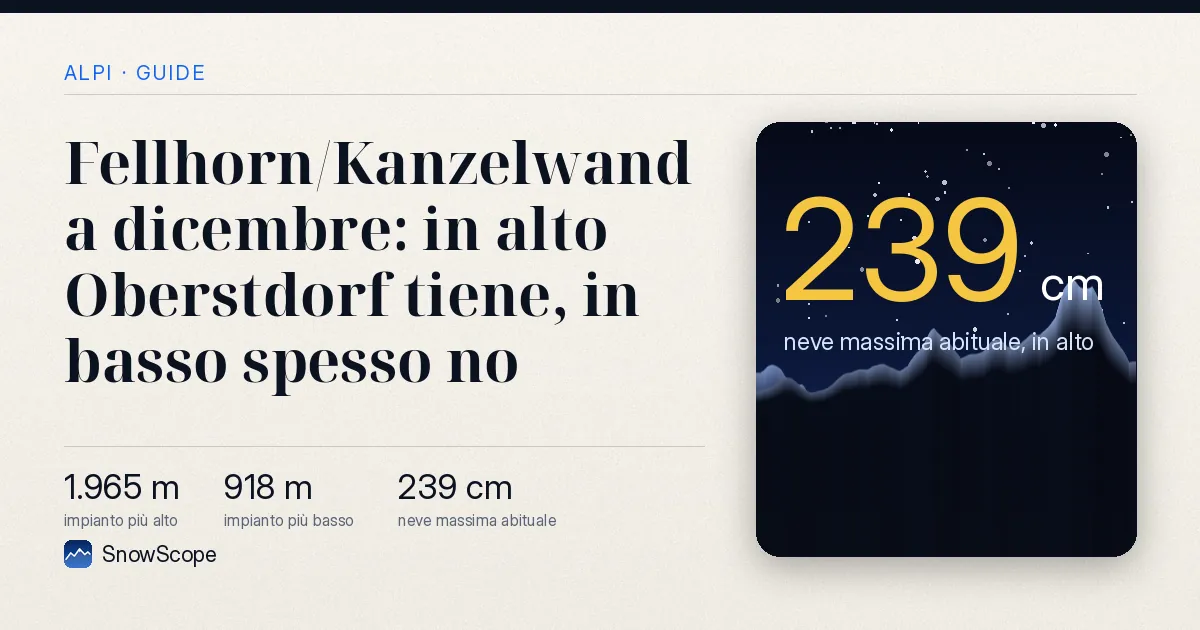 ALPI · GUIDE
Fellhorn/Kanzelwand
a dicembre: in alto
Oberstdorf tiene, in
basso spesso no
239 cm
neve massima abituale, in alto
1.965 m
impianto più alto
918 m
impianto più basso
239 cm
neve massima abituale
SnowScope